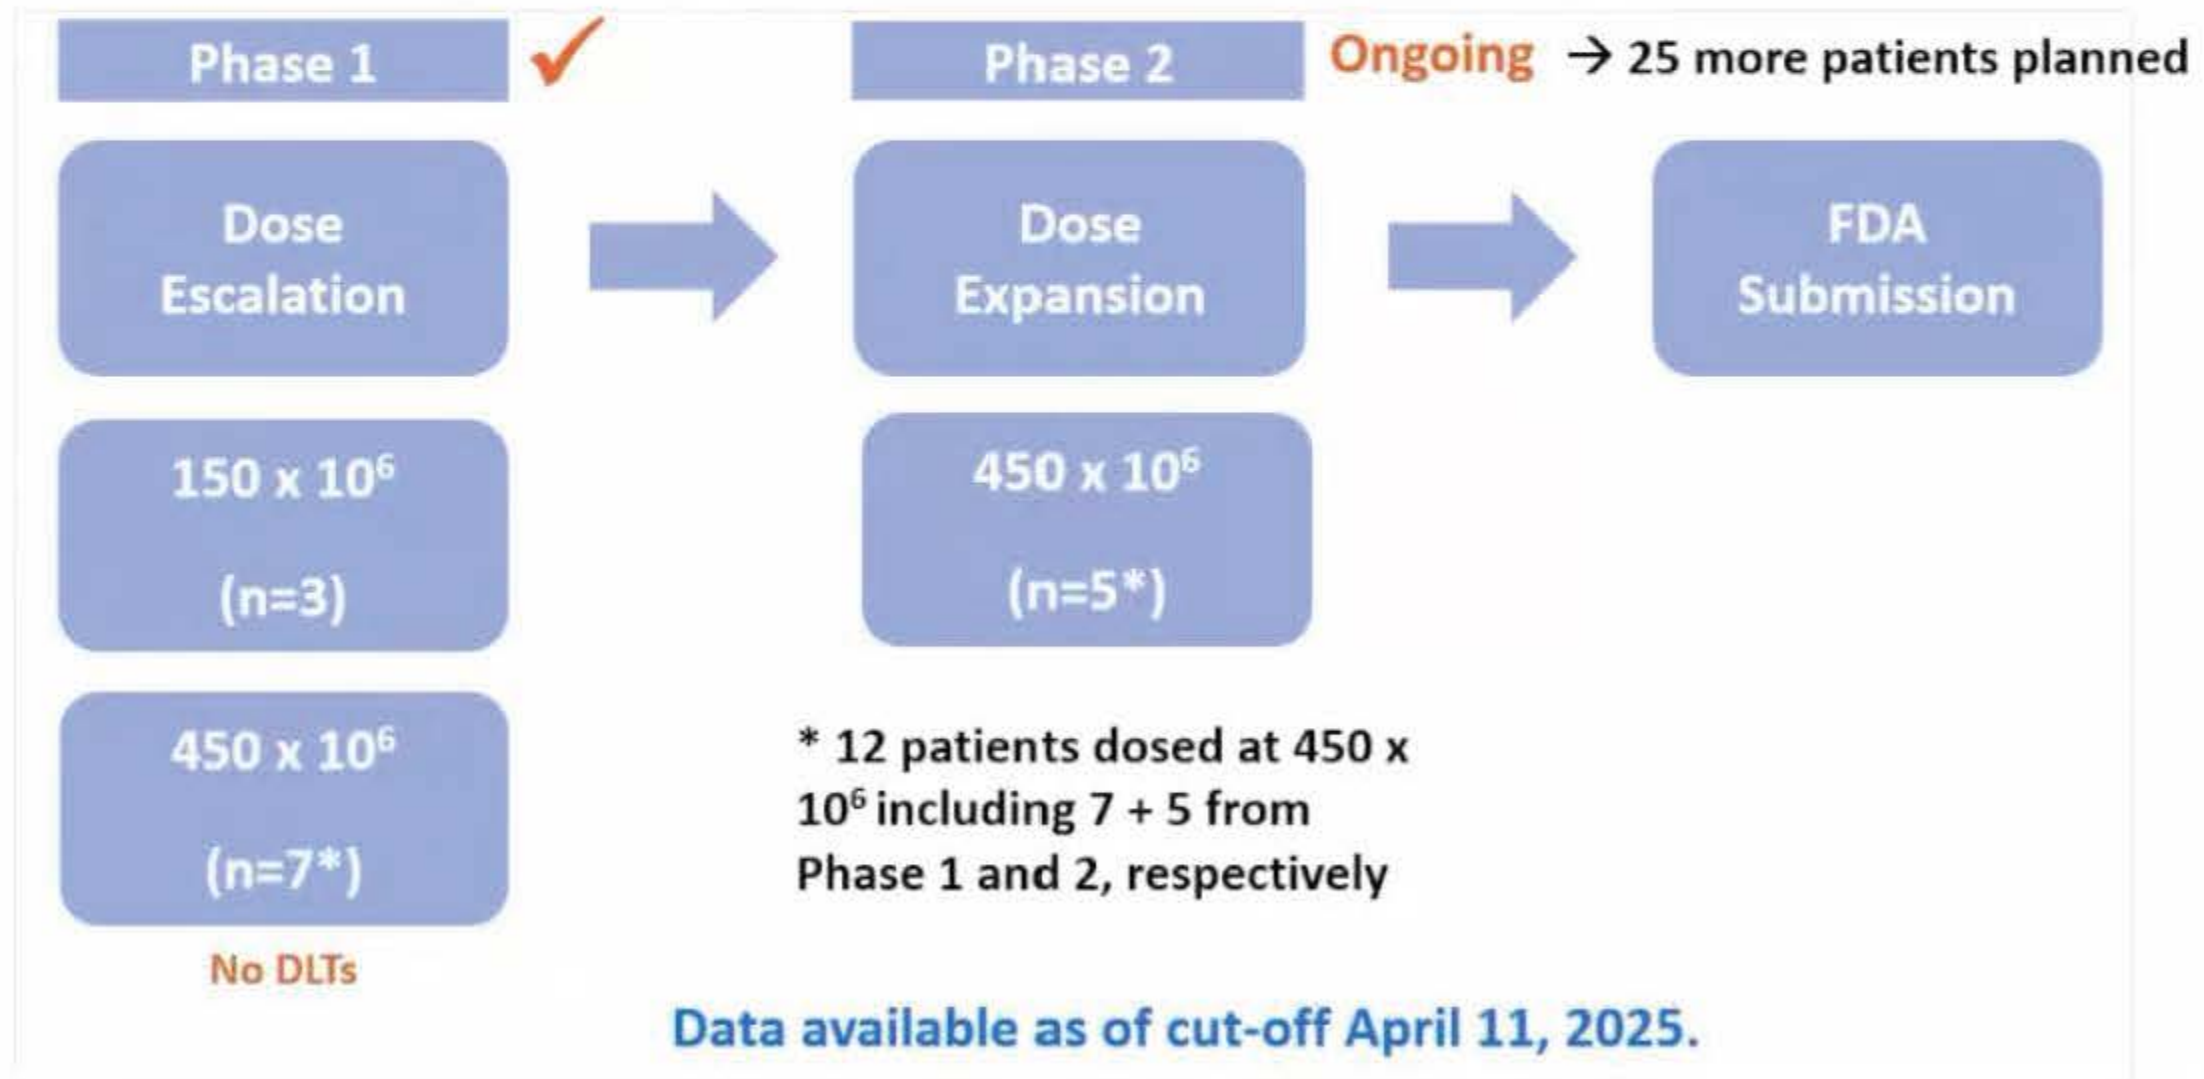 Phase 1 ✓
Phase 2
Ongoing → 25 more patients planned
Dose
Escalation
Dose
Expansion
FDA
Submission
150 x 10⁶
(n=3)
450 x 10⁶
(n=5*)
450 x 10⁶
(n=7*)
No DLTs
* 12 patients dosed at 450 x
10⁶ including 7 + 5 from
Phase 1 and 2, respectively
Data available as of cut-off April 11, 2025.